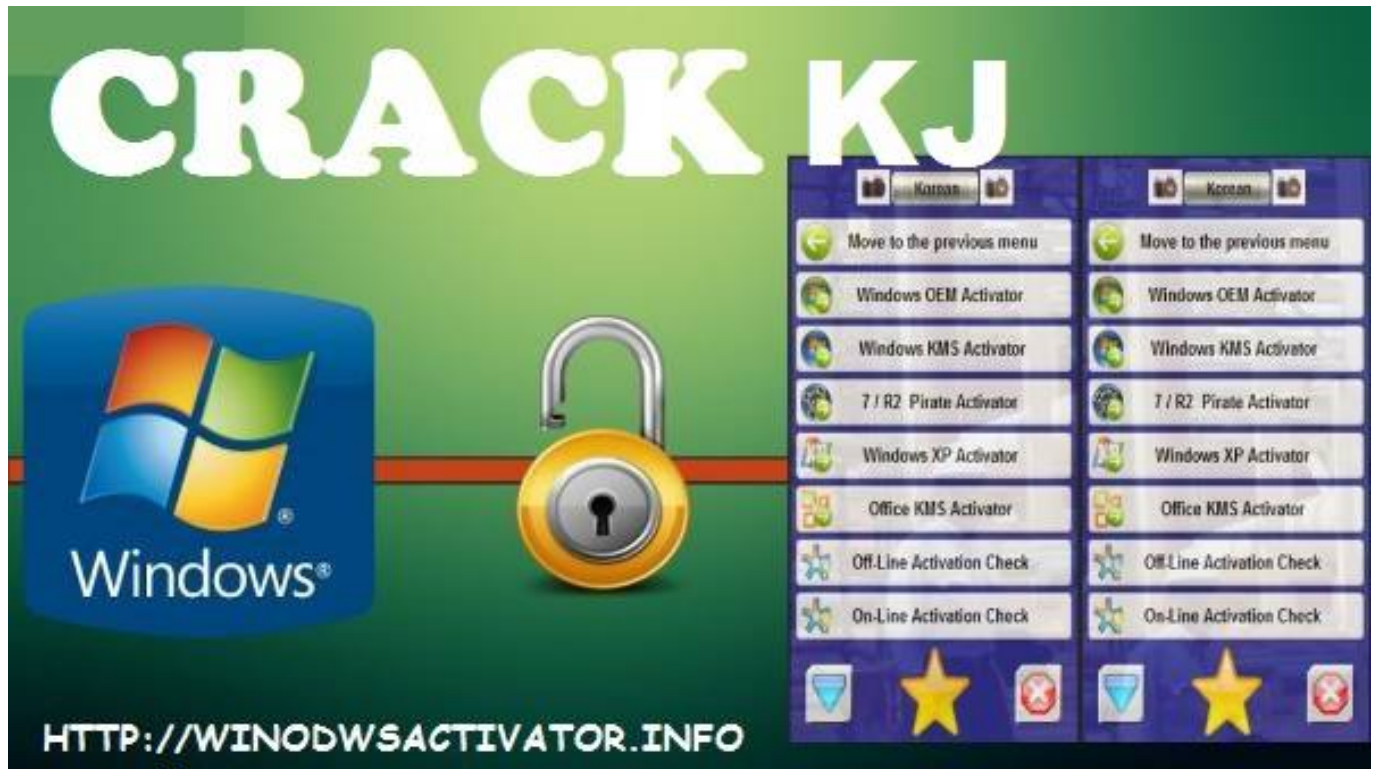 CRACK KJ
Korean
Move to the previous menu
Windows OEM Activator
Windows KMS Activator
7 / R2 Pirate Activator
Windows XP Activator
Office KMS Activator
Off-Line Activation Check
On-Line Activation Check
Korean
Move to the previous menu
Windows OEM Activator
Windows KMS Activator
7 / R2 Pirate Activator
Windows XP Activator
Office KMS Activator
Off-Line Activation Check
On-Line Activation Check
Windows®
HTTP://WINODWSACTIVATOR.INFO